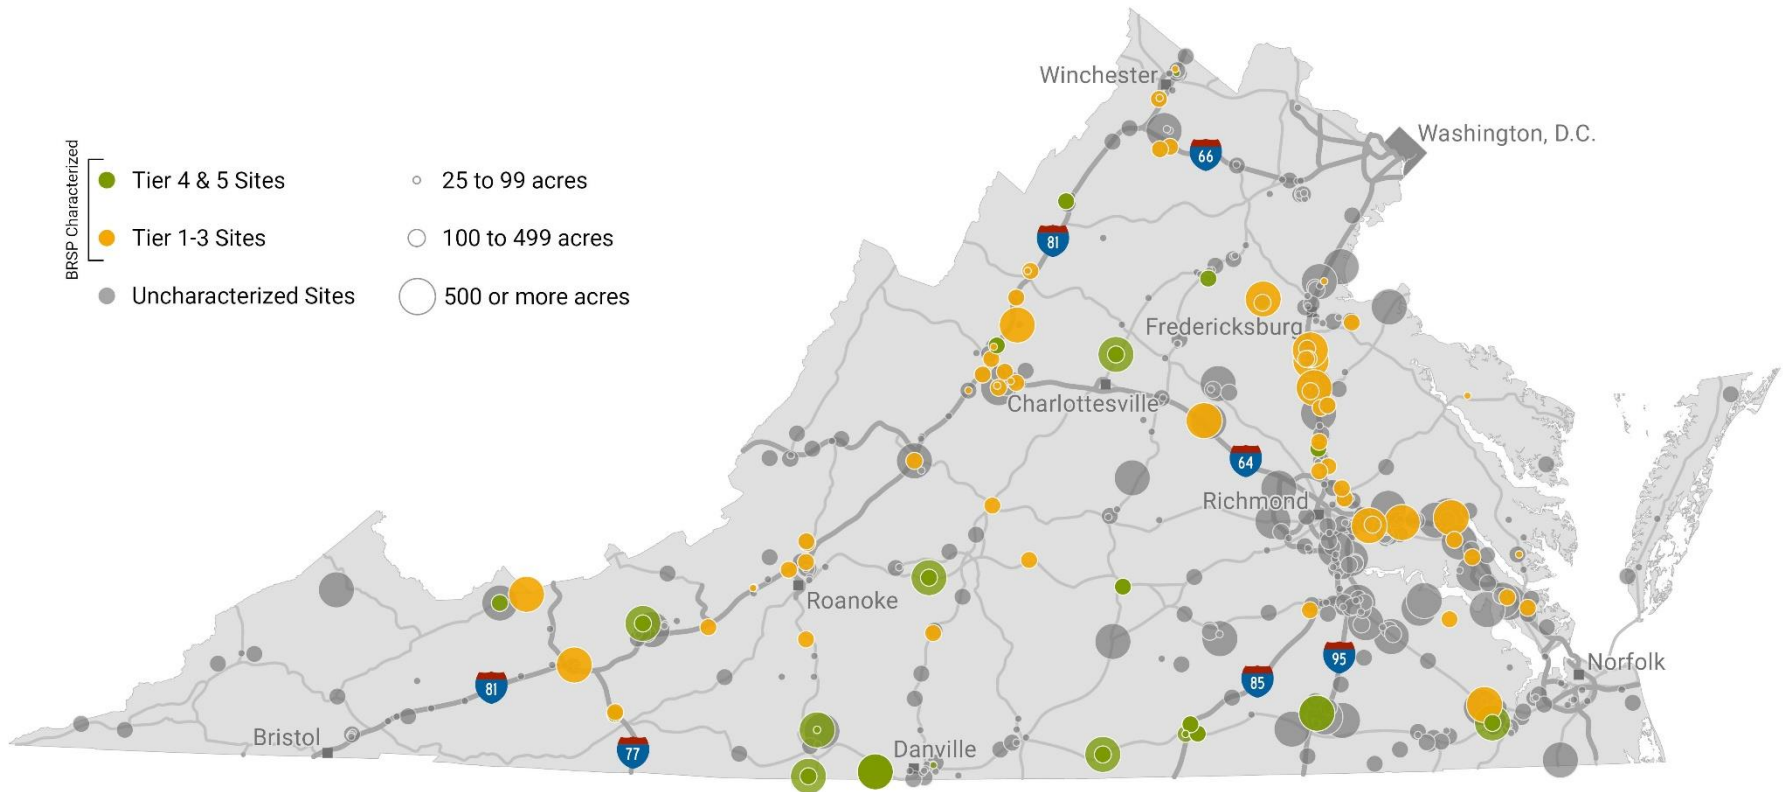 BRSP Characterized
Tier 4 & 5 Sites
Tier 1-3 Sites
Uncharacterized Sites
25 to 99 acres
100 to 499 acres
500 or more acres
Winchester
Washington, D.C.
66
81
Fredericksburg
Charlottesville
64
Richmond
Roanoke
95
Norfolk
85
81
Bristol
77
Danville